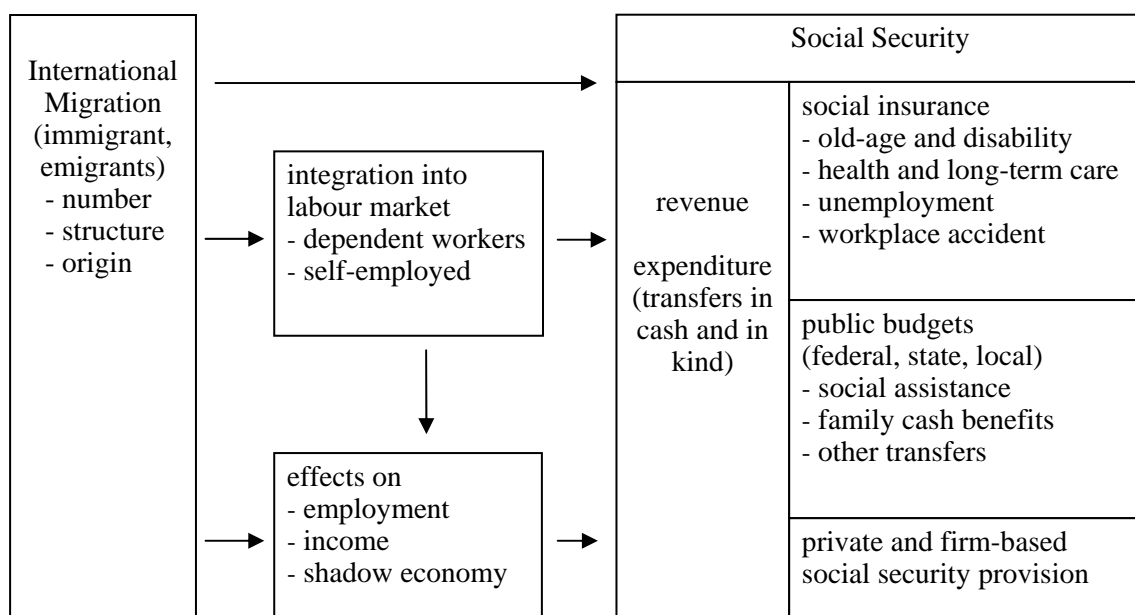 International
Migration
(immigrant,
emigrants)
- number
- structure
- origin
integration into
labour market
- dependent workers
- self-employed
effects on
- employment
- income
- shadow economy
Social Security
revenue
expenditure
(transfers in
cash and in
kind)
social insurance
- old-age and disability
- health and long-term care
- unemployment
- workplace accident
public budgets
(federal, state, local)
- social assistance
- family cash benefits
- other transfers
private and firm-based
social security provision